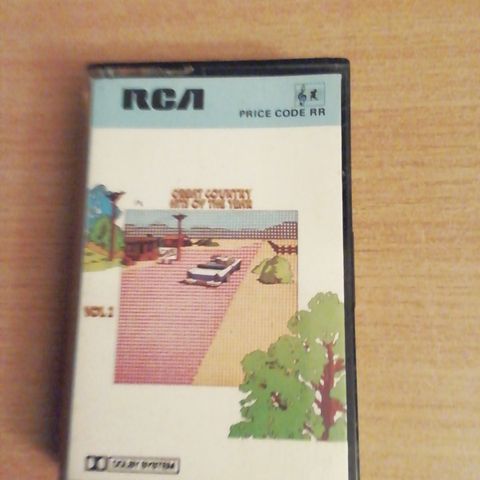 RCA
PRICE CODE RR
GREAT COUNTRY
HITS OF THE YEAR
VOL 2
DOLBY SYSTEM